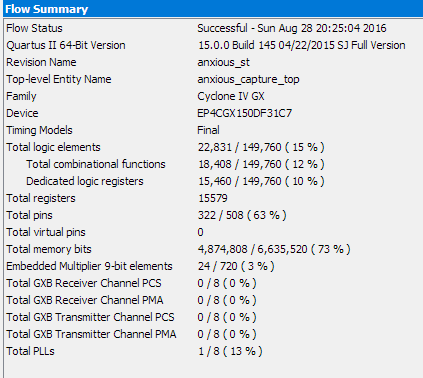 Flow Summary
Flow Status Successful - Sun Aug 28 20:25:04 2016
Quartus II 64-Bit Version 15.0.0 Build 145 04/22/2015 SJ Full Version
Revision Name anxious_st
Top-level Entity Name anxious_capture_top
Family Cyclone IV GX
Device EP4CGX150DF31C7
Timing Models Final
Total logic elements 22,831 / 149,760 ( 15 % )
Total combinational functions 18,408 / 149,760 ( 12 % )
Dedicated logic registers 15,460 / 149,760 ( 10 % )
Total registers 15579
Total pins 322 / 508 ( 63 % )
Total virtual pins 0
Total memory bits 4,874,808 / 6,635,520 ( 73 % )
Embedded Multiplier 9-bit elements 24 / 720 ( 3 % )
Total GXB Receiver Channel PCS 0 / 8 ( 0 % )
Total GXB Receiver Channel PMA 0 / 8 ( 0 % )
Total GXB Transmitter Channel PCS 0 / 8 ( 0 % )
Total GXB Transmitter Channel PMA 0 / 8 ( 0 % )
Total PLLs 1 / 8 ( 13 % )